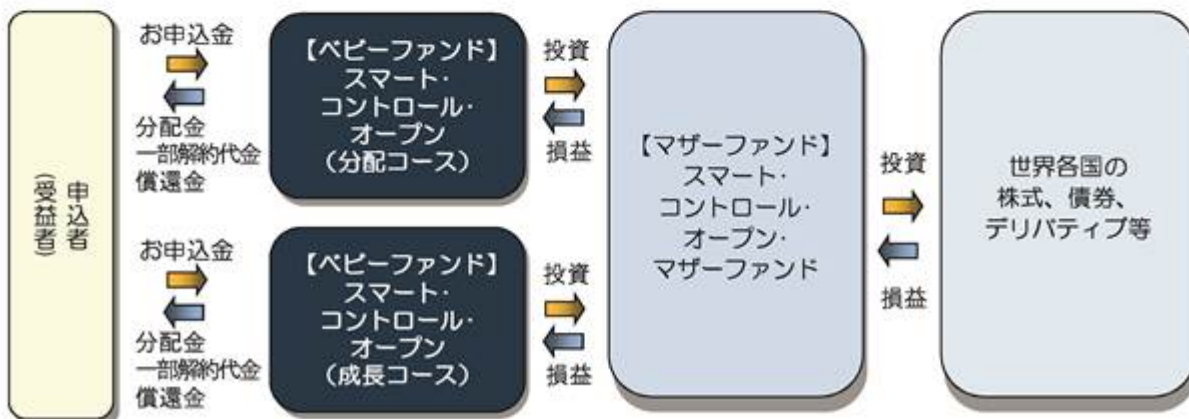 申込者
(受益者)
お申込金
分配金
一部解約代金
償還金
【ベビーファンド】
スマート・
コントロール・
オープン
(分配コース)
投資
損益
お申込金
分配金
一部解約代金
償還金
【ベビーファンド】
スマート・
コントロール・
オープン
(成長コース)
投資
損益
【マザーファンド】
スマート・
コントロール・
オープン・
マザーファンド
投資
損益
世界各国の
株式、債券、
デリバティブ等